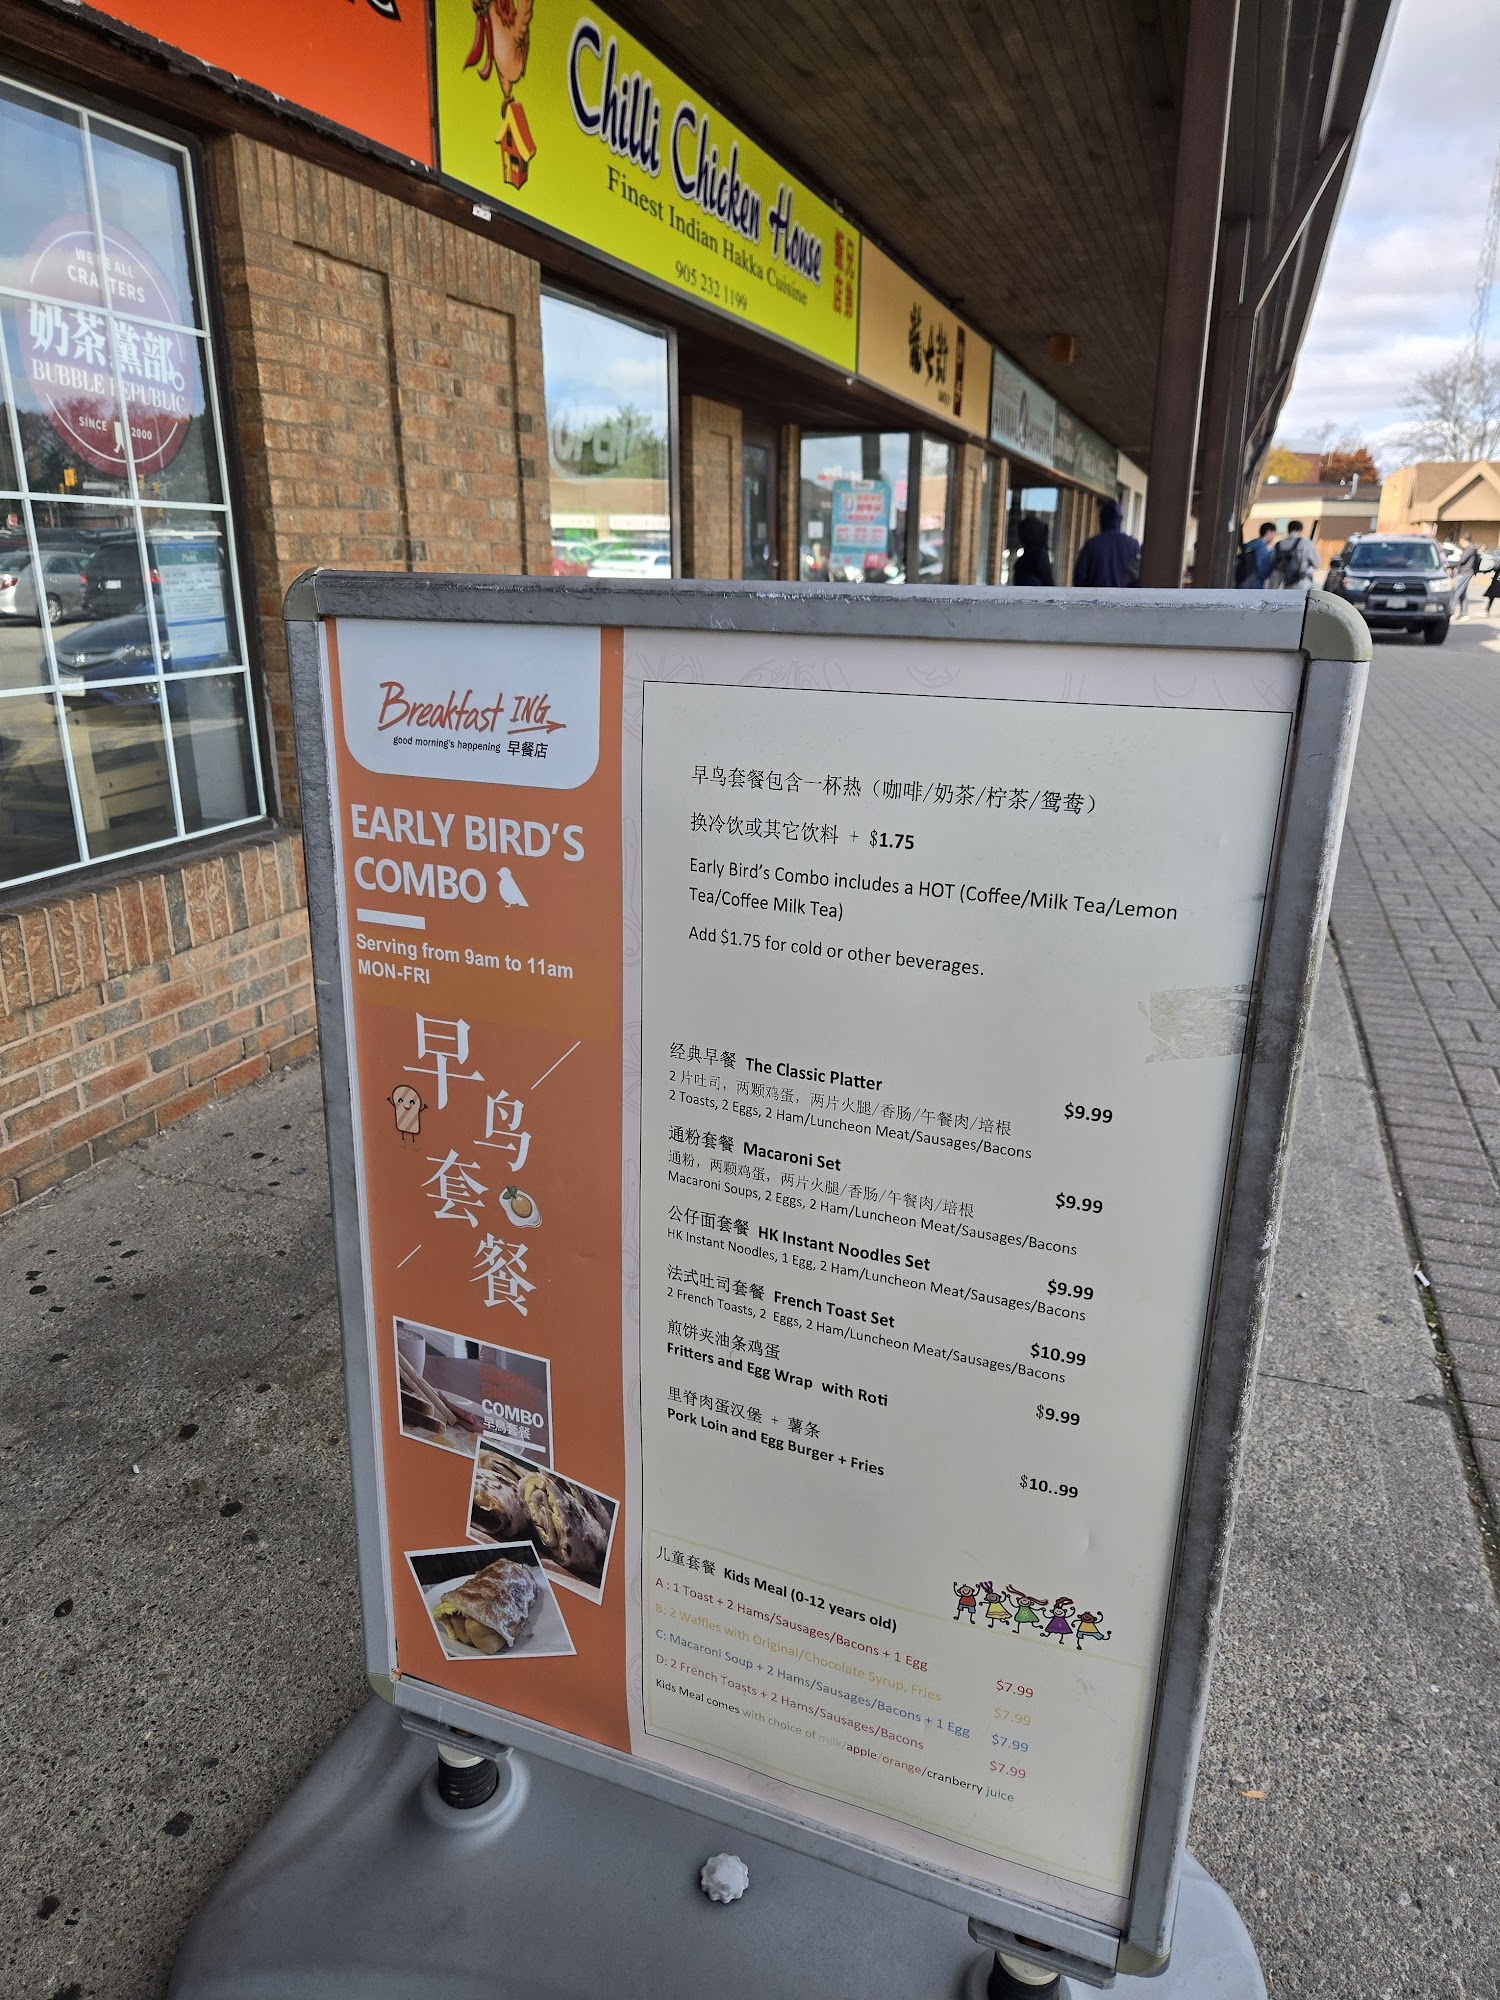 Chilli Chicken House
Finest Indian Hakka Cuisine
905 232 1199
WE'RE ALL
CRAFTERS
奶茶黨部
BUBBLE REPUBLIC
SINCE 2000
OPEN
Breakfast ING
good morning's happening 早餐店
EARLY BIRD'S
COMBO
Serving from 9am to 11am
MON-FRI
早
鸟
套
餐
COMBO
早鳥套餐
早鸟套餐包含一杯热（咖啡/奶茶/柠茶/鸳鸯）
换冷饮或其它饮料 + $1.75
Early Bird's Combo includes a HOT (Coffee/Milk Tea/Lemon
Tea/Coffee Milk Tea)
Add $1.75 for cold or other beverages.
经典早餐 The Classic Platter
2 片吐司，两颗鸡蛋，两片火腿/香肠/午餐肉/培根 $9.99
2 Toasts, 2 Eggs, 2 Ham/Luncheon Meat/Sausages/Bacons
通粉套餐 Macaroni Set
通粉，两颗鸡蛋，两片火腿/香肠/午餐肉/培根 $9.99
Macaroni Soups, 2 Eggs, 2 Ham/Luncheon Meat/Sausages/Bacons
公仔面套餐 HK Instant Noodles Set $9.99
HK Instant Noodles, 1 Egg, 2 Ham/Luncheon Meat/Sausages/Bacons
法式吐司套餐 French Toast Set $10.99
2 French Toasts, 2 Eggs, 2 Ham/Luncheon Meat/Sausages/Bacons
煎饼夹油条鸡蛋
Fritters and Egg Wrap with Roti $9.99
里脊肉蛋汉堡 + 薯条
Pork Loin and Egg Burger + Fries $10..99
儿童套餐 Kids Meal (0-12 years old)
A : 1 Toast + 2 Hams/Sausages/Bacons + 1 Egg $7.99
B: 2 Waffles with Original/Chocolate Syrup, Fries $7.99
C: Macaroni Soup + 2 Hams/Sausages/Bacons + 1 Egg $7.99
D: 2 French Toasts + 2 Hams/Sausages/Bacons $7.99
Kids Meal comes with choice of milk/apple/orange/cranberry juice